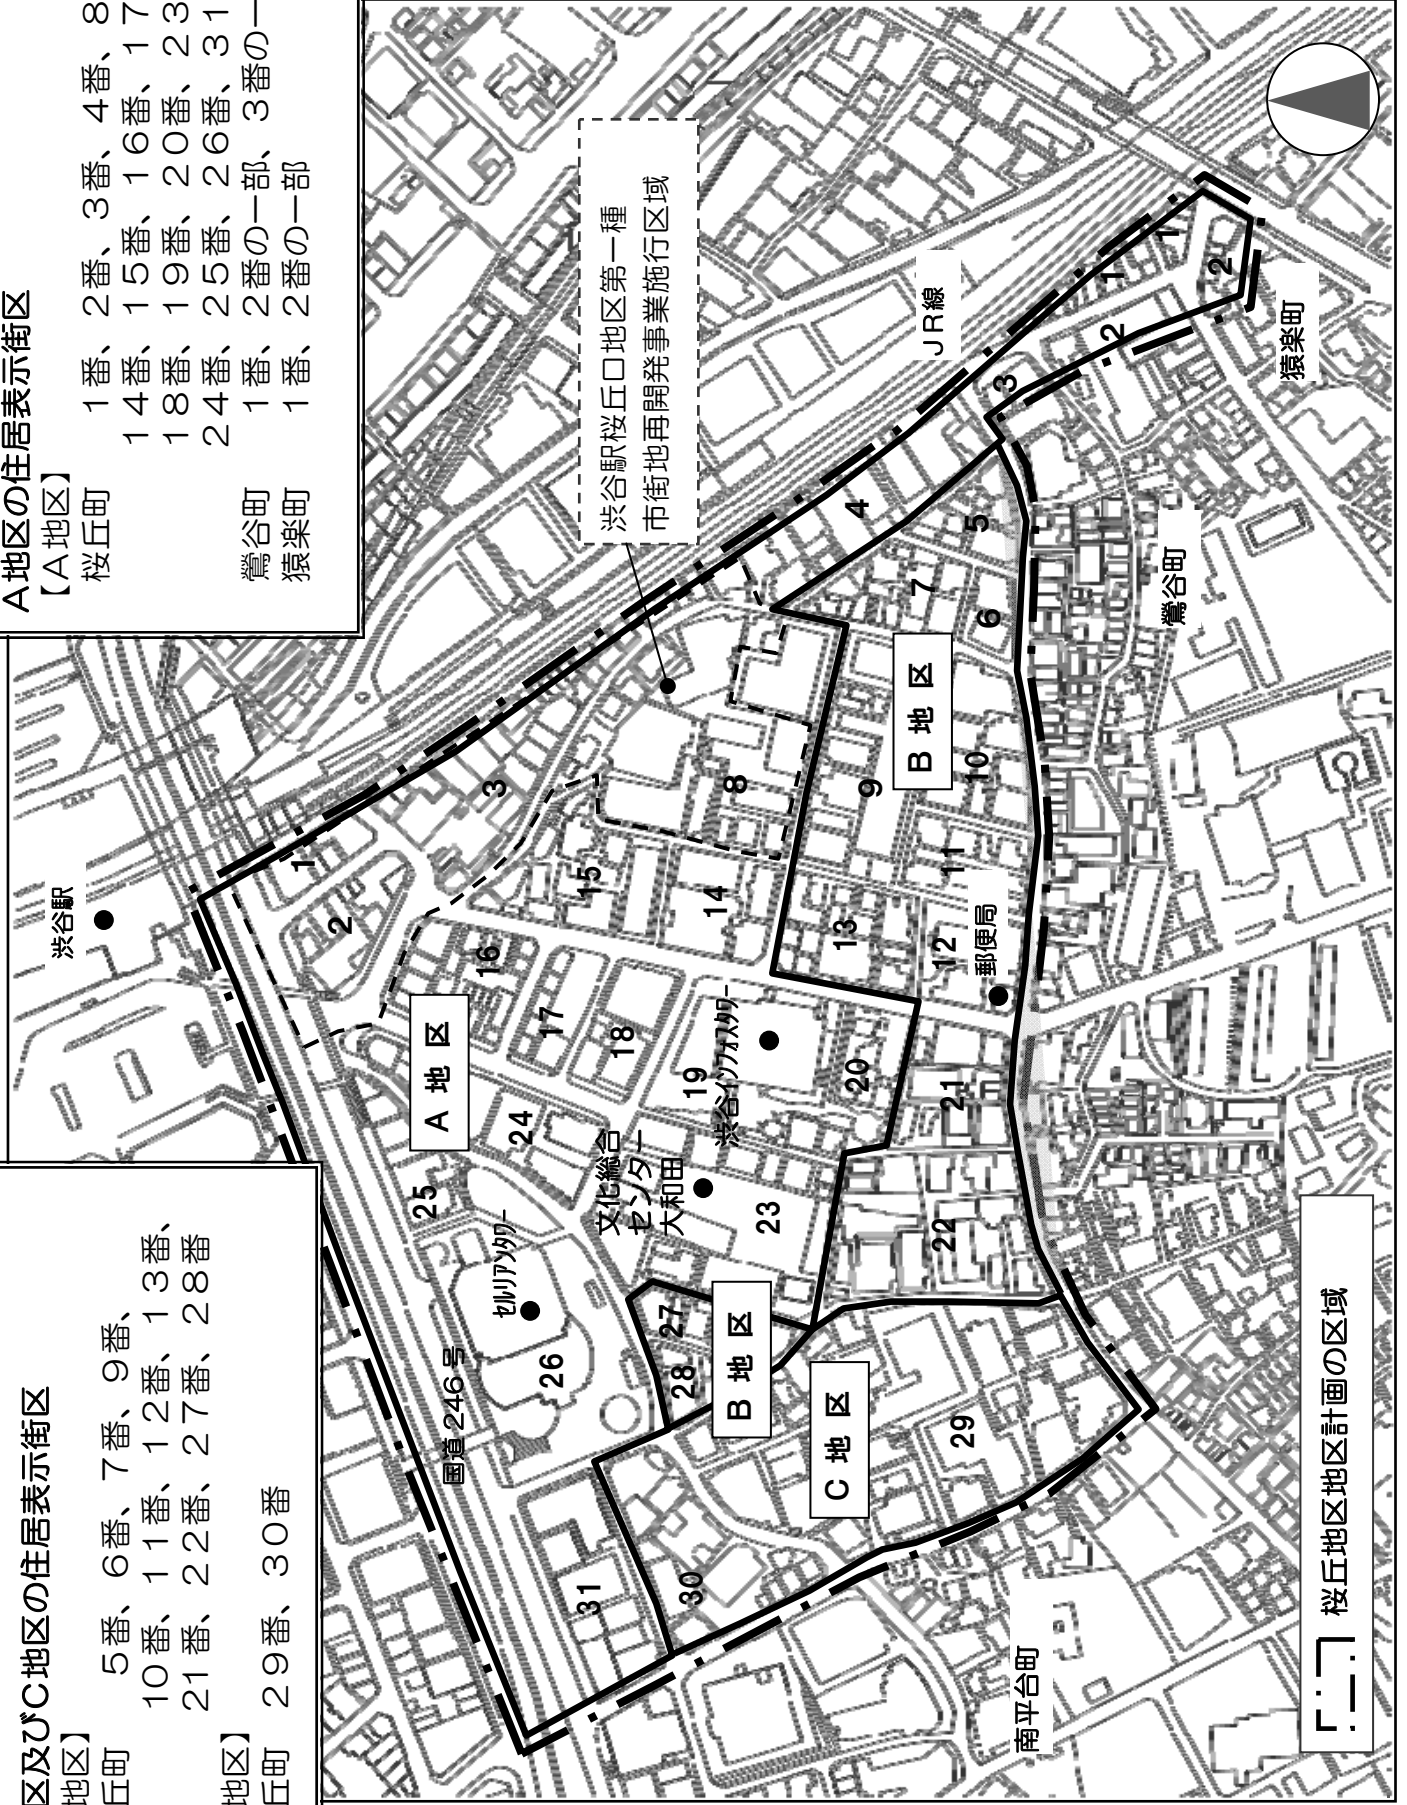 A地区の住居表示街区
【A地区】
桜丘町 1番、2番、3番、4番、8
14番、15番、16番、17
18番、19番、20番、23
24番、25番、26番、31
鶯谷町 1番、2番の一部、3番の一
猿楽町 1番、2番の一部
区及びC地区の住居表示街区
地区】
丘町 5番、6番、7番、9番、
10番、11番、12番、13番、
21番、22番、27番、28番
地区】
丘町 29番、30番
渋谷駅
渋谷駅桜丘口地区第一種
市街地再開発事業施行区域
JR線
国道246号
セルリアンタワー
文化総合
センター
大和田
渋谷インフォスタワー
郵便局
A 地 区
B 地 区
B 地 区
C 地 区
鶯谷町
猿楽町
南平台町
1
2
3
8
15
14
16
17
18
19
20
24
25
26
23
31
4
3
2
1
1
2
5
6
7
9
10
11
12
13
21
22
27
28
29
30
桜丘地区地区計画の区域